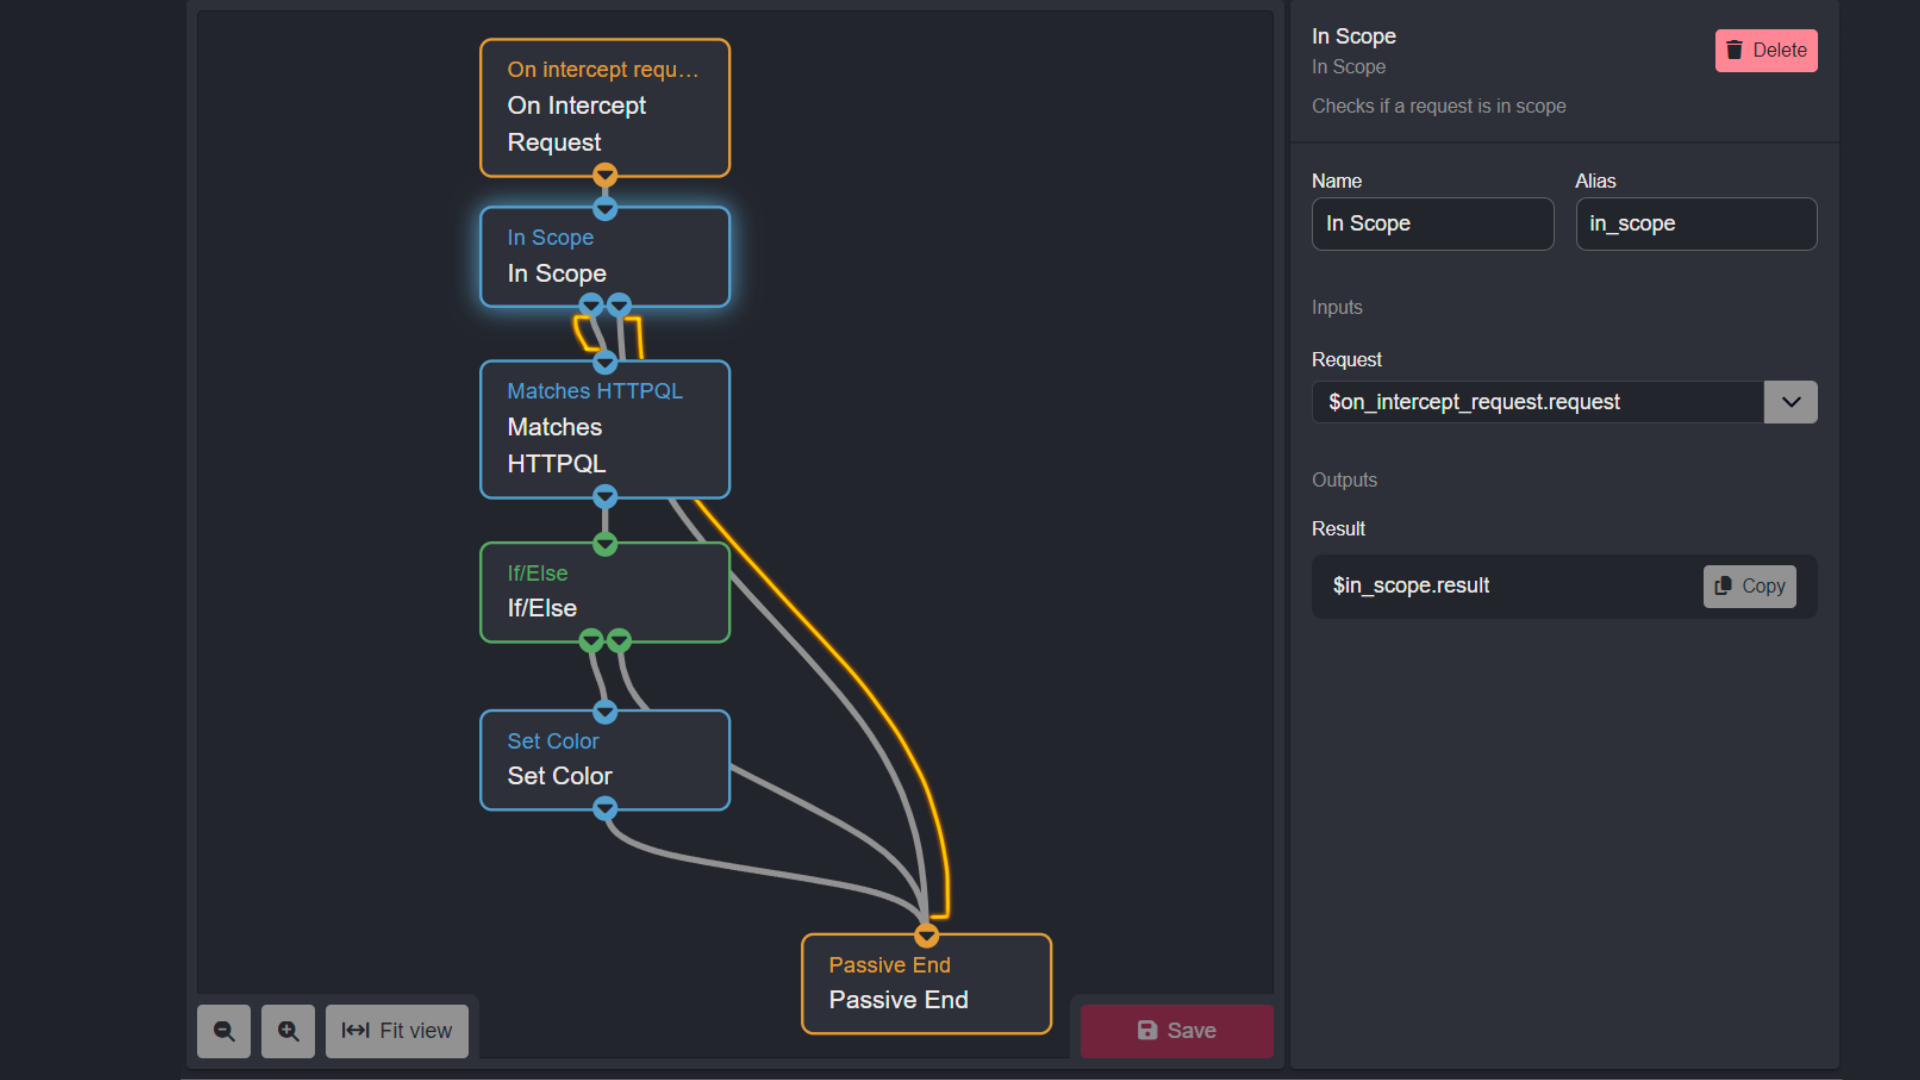 On intercept requ...
On Intercept
Request
In Scope
In Scope
Matches HTTPQL
Matches
HTTPQL
If/Else
If/Else
Set Color
Set Color
Passive End
Passive End
Fit view
Save
In Scope
In Scope
Delete
Checks if a request is in scope
Name
Alias
In Scope
in_scope
Inputs
Request
$on_intercept_request.request
Outputs
Result
$in_scope.result
Copy